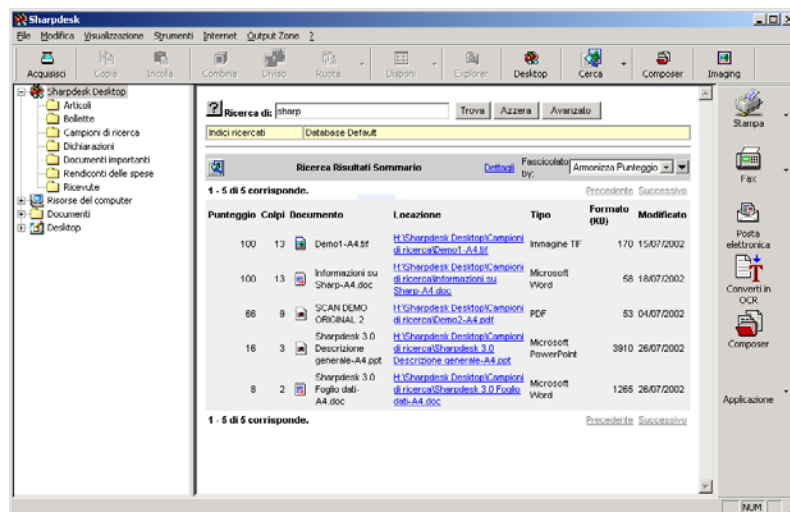 Sharpdesk
File Modifica Visualizzazione Strumenti Internet Output Zone ?
Acquisisci Copia Incolla Combina Diviso Ruota Disponi Explorer Desktop Cerca Composer Imaging
Sharpdesk Desktop
Articoli
Bollette
Campioni di ricerca
Dichiarazioni
Documenti importanti
Rendiconti delle spese
Ricevute
Risorse del computer
Documenti
Desktop
Ricerca di: sharp Trova Azzera Avanzato
Indici ricercati Database Default
Ricerca Risultati Sommario Dettagli Fascicolato by: Armonizza Punteggio
1 - 5 di 5 corrisponde. Precedente Successivo
Punteggio Colpi Documento Locazione Tipo Formato (KB) Modificato
100 13 Demo1-A4.tif H:\Sharpdesk Desktop\Campioni di ricerca\Demo1-A4.tif Immagine TIF 170 15/07/2002
100 13 Informazioni su Sharp-A4.doc H:\Sharpdesk Desktop\Campioni di ricerca\Informazioni su Sharp-A4.doc Microsoft Word 58 18/07/2002
66 9 SCAN DEMO ORIGINAL 2 H:\Sharpdesk Desktop\Campioni di ricerca\Demo2-A4.pdf PDF 53 04/07/2002
16 3 Sharpdesk 3.0 Descrizione generale-A4.ppt H:\Sharpdesk Desktop\Campioni di ricerca\Sharpdesk 3.0 Descrizione generale-A4.ppt Microsoft PowerPoint 3910 26/07/2002
8 2 Sharpdesk 3.0 Foglio dati-A4.doc H:\Sharpdesk Desktop\Campioni di ricerca\Sharpdesk 3.0 Foglio dati-A4.doc Microsoft Word 1265 26/07/2002
1 - 5 di 5 corrisponde. Precedente Successivo
Stampa
Fax
Posta elettronica
Converti in OCR
Composer
Applicazione
NUM